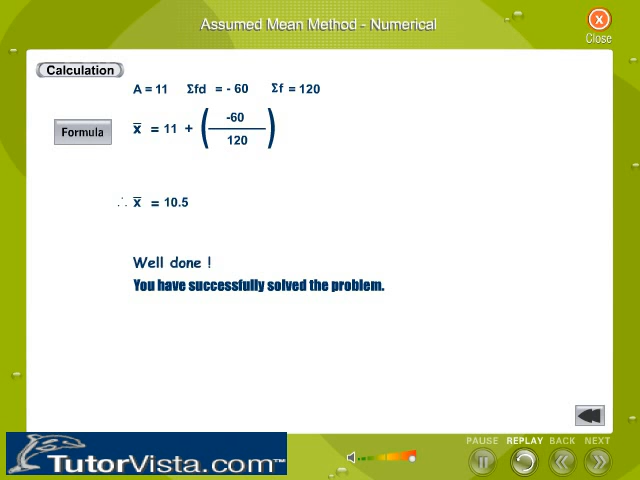 Assumed Mean Method - Numerical
Close
Calculation
A = 11 Σfd = - 60 Σf = 120
Formula
x̅ = 11 + ( -60 / 120 )
∴ x̅ = 10.5
Well done !
You have successfully solved the problem.
PAUSE REPLAY BACK NEXT
TutorVista.com™